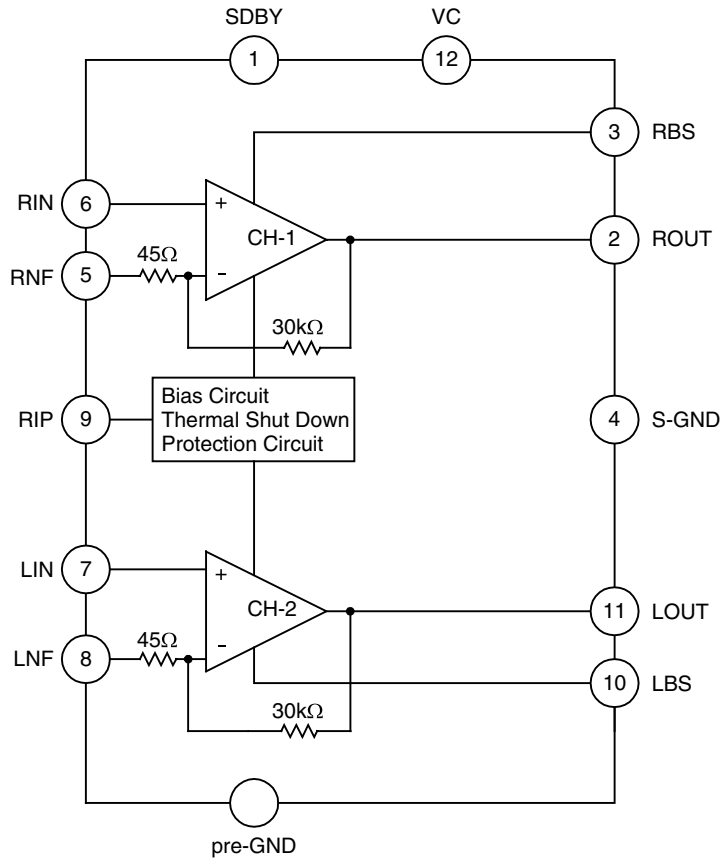 SDBY
VC
1
12
3
RBS
RIN
6
+
CH-1
2
ROUT
RNF
5
45Ω
-
30kΩ
Bias Circuit
Thermal Shut Down
Protection Circuit
RIP
9
4
S-GND
LIN
7
+
CH-2
11
LOUT
LNF
8
45Ω
-
10
LBS
30kΩ
pre-GND